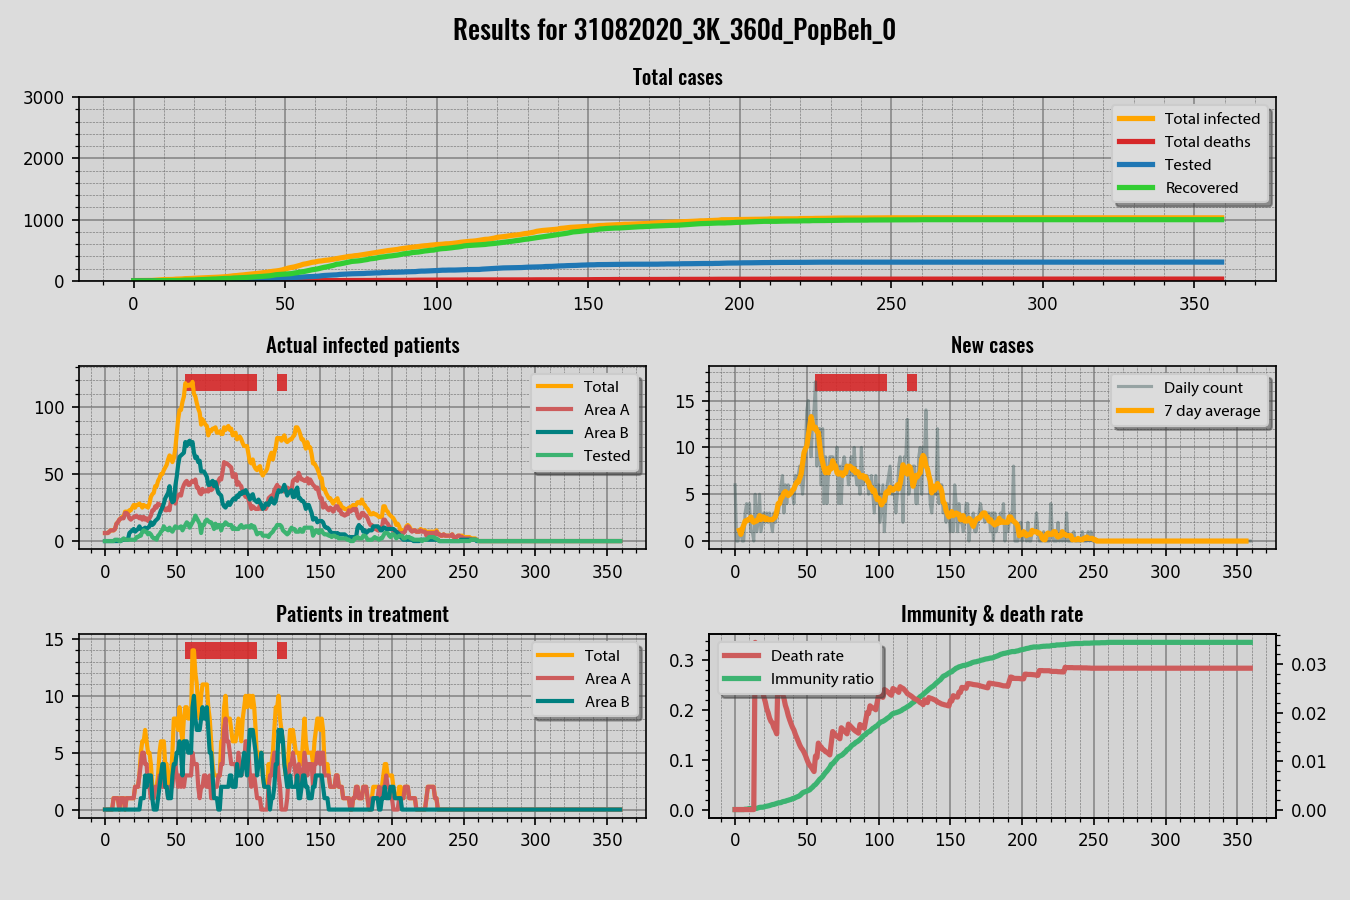 Results for 31082020_3K_360d_PopBeh_0
Total cases
3000
2000
1000
0
Total infected
Total deaths
Tested
Recovered
0 50 100 150 200 250 300 350
Actual infected patients
100
50
0
Total
Area A
Area B
Tested
0 50 100 150 200 250 300 350
New cases
15
10
5
0
Daily count
7 day average
0 50 100 150 200 250 300 350
Patients in treatment
15
10
5
0
Total
Area A
Area B
0 50 100 150 200 250 300 350
Immunity & death rate
0.3
0.2
0.1
0.0
Death rate
Immunity ratio
0.03
0.02
0.01
0.00
0 50 100 150 200 250 300 350